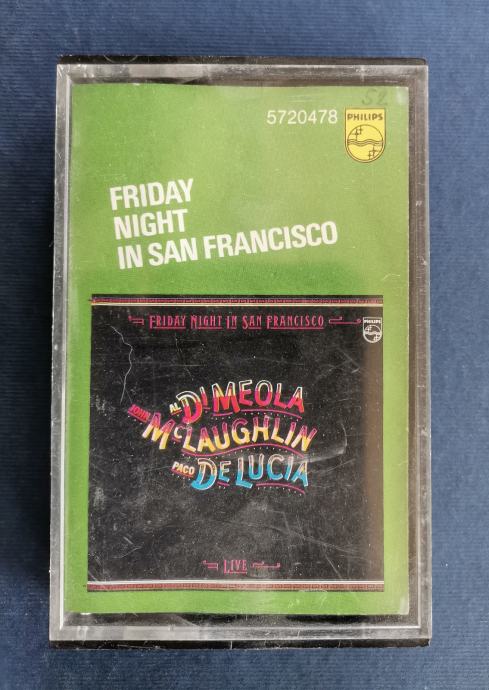 52
5720478
PHILIPS
FRIDAY
NIGHT
IN SAN FRANCISCO
FRIDAY NIGHT IN SAN FRANCISCO
PHILIPS
AL DI MEOLA
JOHN McLAUGHLIN
PACO DE LUCIA
LIVE